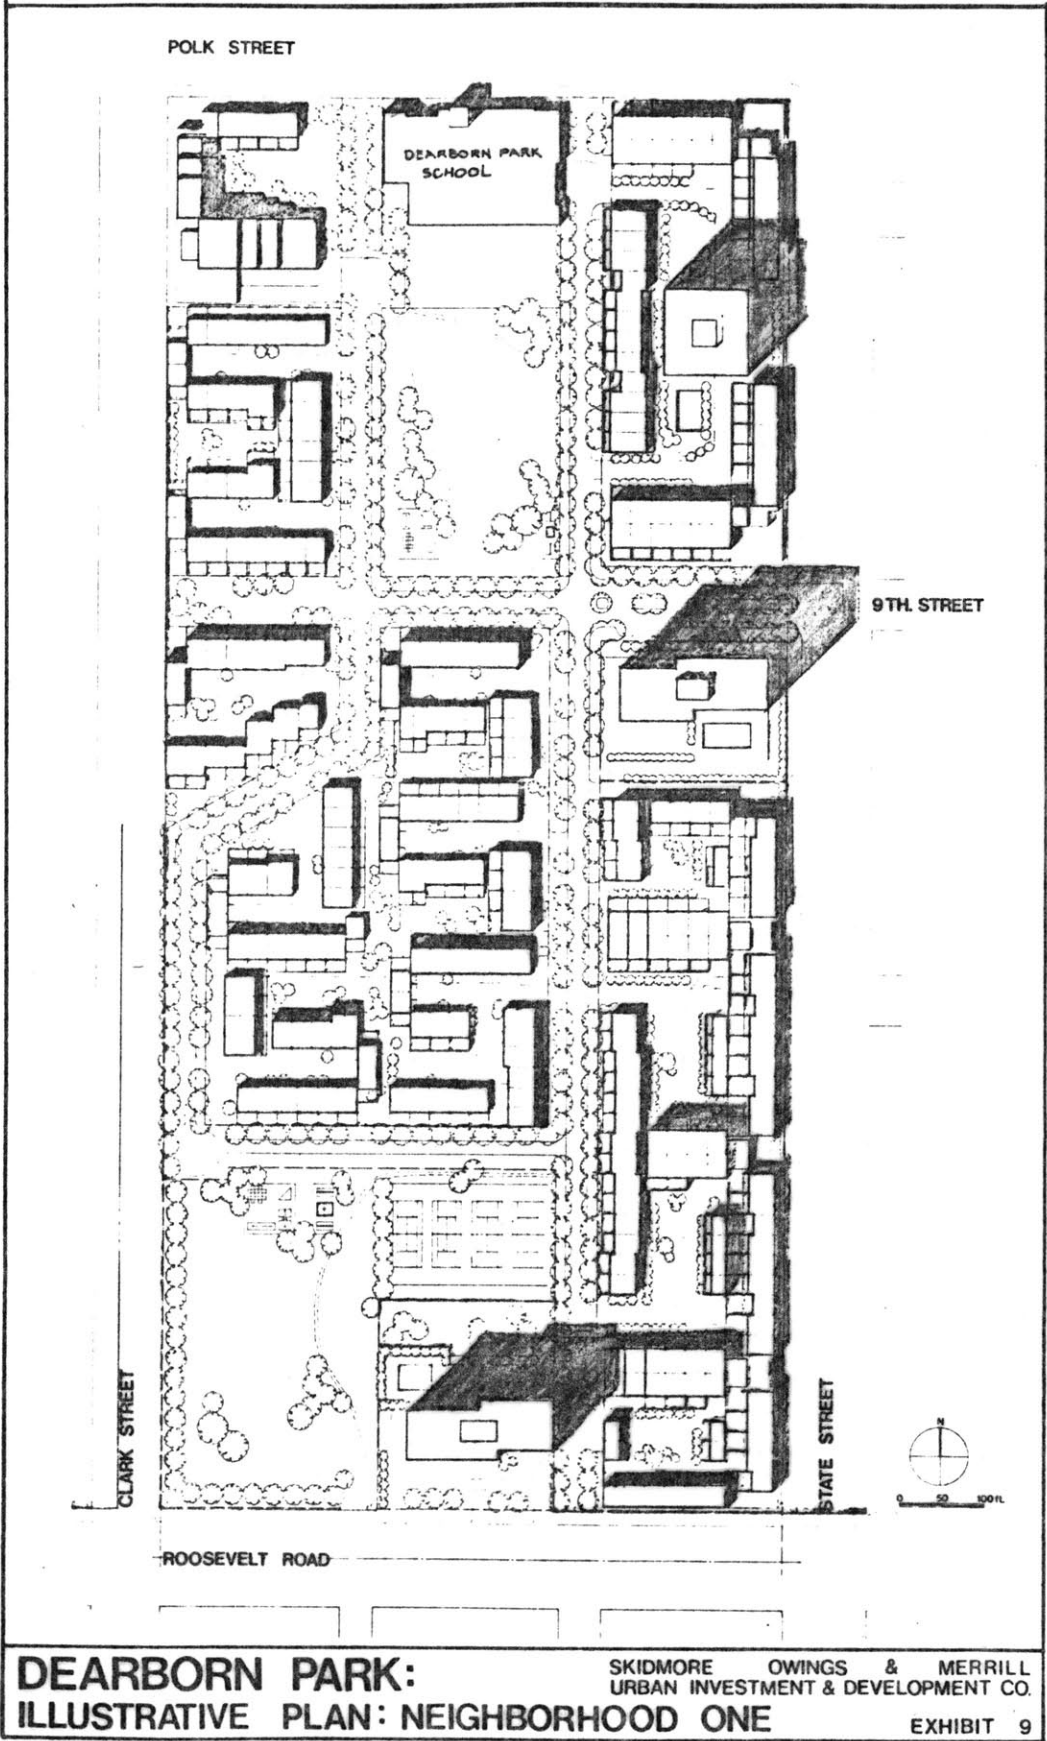 POLK STREET
DEARBORN PARK
SCHOOL
9TH. STREET
CLARK STREET
STATE STREET
N
0 50 100 ft.
ROOSEVELT ROAD
DEARBORN PARK:
ILLUSTRATIVE PLAN: NEIGHBORHOOD ONE
SKIDMORE OWINGS & MERRILL
URBAN INVESTMENT & DEVELOPMENT CO.
EXHIBIT 9